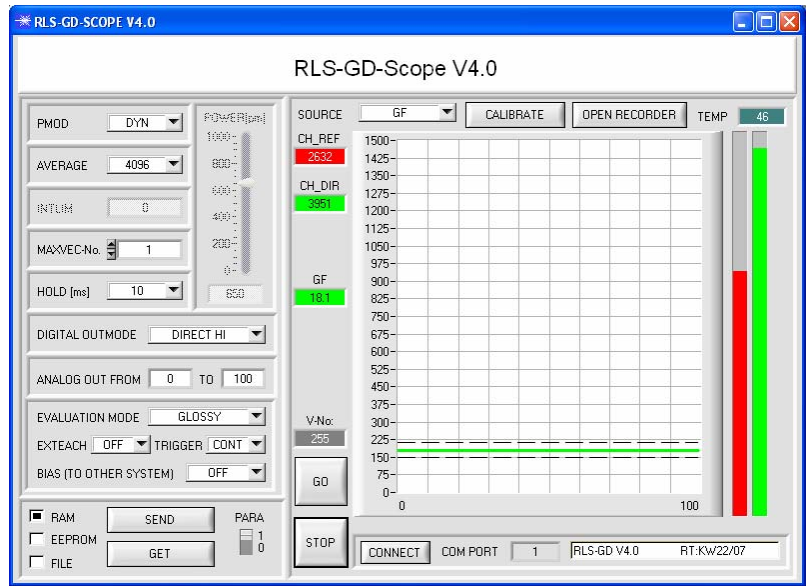 RLS-GD-SCOPE V4.0
RLS-GD-Scope V4.0
PMOD DYN
AVERAGE 4096
INTLIM 0
MAXVEC-No. 1
HOLD [ms] 10
POWER[pm]
1000-
800-
600-
400-
200-
0-
650
DIGITAL OUTMODE DIRECT HI
ANALOG OUT FROM 0 TO 100
EVALUATION MODE GLOSSY
EXTEACH OFF TRIGGER CONT
BIAS (TO OTHER SYSTEM) OFF
RAM
EEPROM
FILE
SEND
GET
PARA
1
0
SOURCE GF CALIBRATE OPEN RECORDER TEMP 46
CH_REF
2632
CH_DIR
3951
GF
18.1
V-No:
255
GO
STOP
1500-
1425-
1350-
1275-
1200-
1125-
1050-
975-
900-
825-
750-
675-
600-
525-
450-
375-
300-
225-
150-
75-
0-
0 100
CONNECT COM PORT 1 RLS-GD V4.0 RT:KW22/07